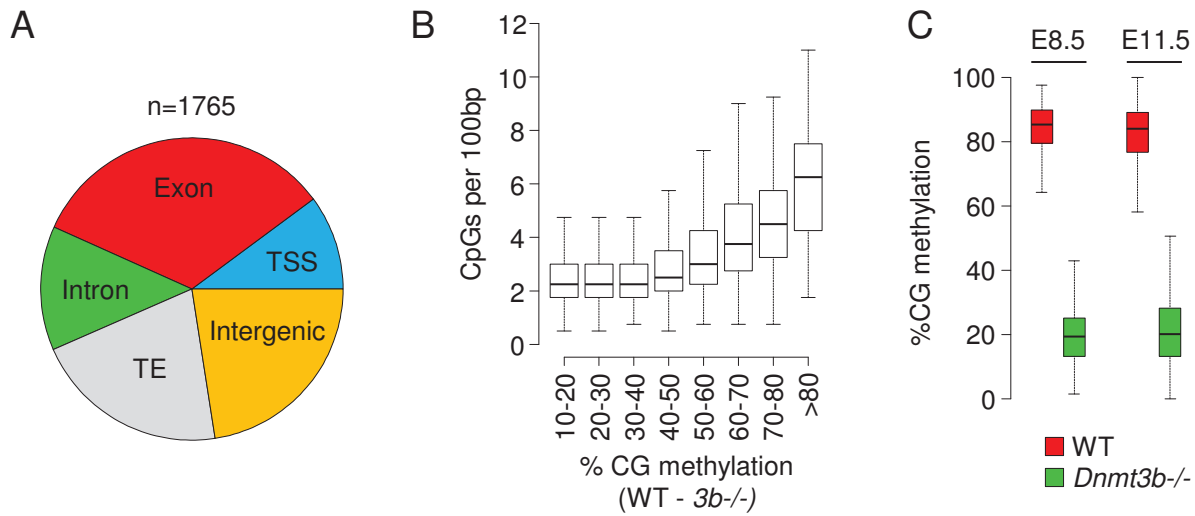 A
n=1765
Exon
TSS
Intron
Intergenic
TE
B
CpGs per 100bp
12
10
8
6
4
2
0
10-20
20-30
30-40
40-50
50-60
60-70
70-80
>80
% CG methylation
(WT - 3b-/-)
C
E8.5 E11.5
%CG methylation
100
80
60
40
20
0
WT
Dnmt3b-/-